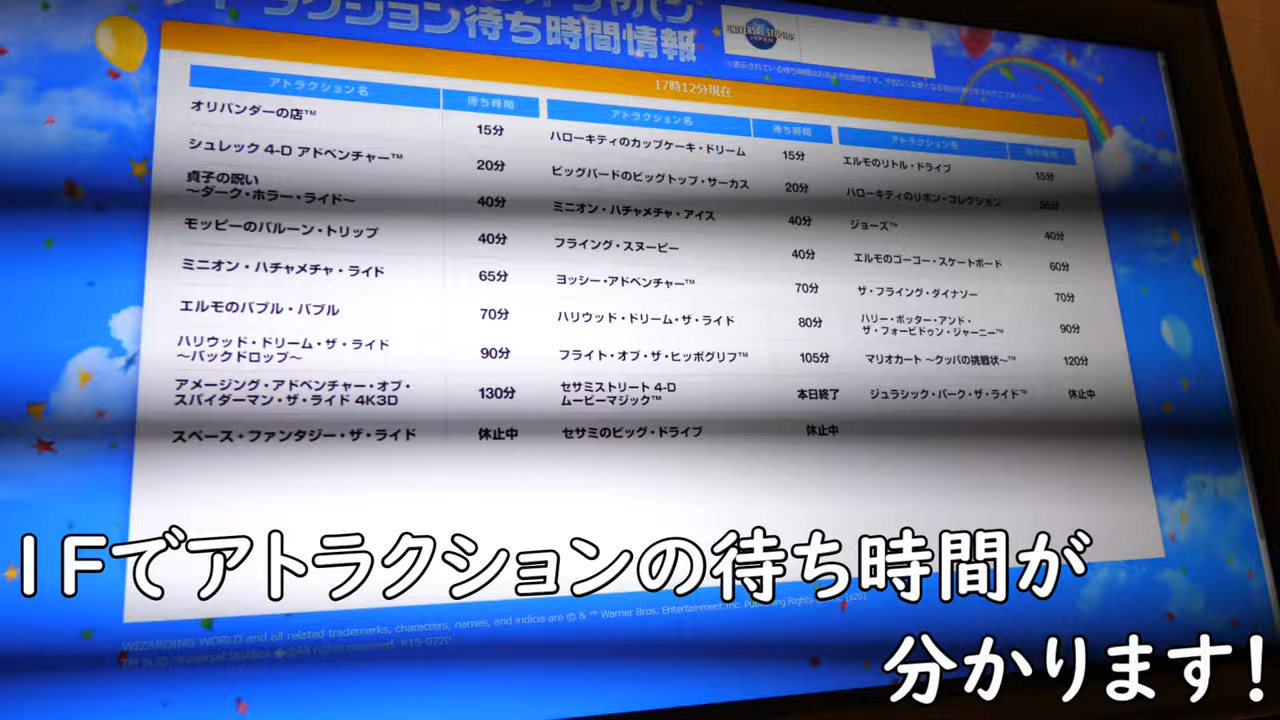 アトラクション待ち時間情報
UNIVERSAL STUDIOS
JAPAN
17時12分現在
アトラクション名 待ち時間
オリバンダーの店™ 15分
シュレック 4-D アドベンチャー™ 20分
貞子の呪い
～ダーク・ホラー・ライド～ 40分
モッピーのバルーン・トリップ 40分
ミニオン・ハチャメチャ・ライド 65分
エルモのバブル・バブル 70分
ハリウッド・ドリーム・ザ・ライド
～バックドロップ～ 90分
アメージング・アドベンチャー・オブ・
スパイダーマン・ザ・ライド 4K3D 130分
スペース・ファンタジー・ザ・ライド 休止中
アトラクション名 待ち時間
ハローキティのカップケーキ・ドリーム 15分
ビッグバードのビッグトップ・サーカス 20分
ミニオン・ハチャメチャ・アイス 40分
フライング・スヌーピー 40分
ヨッシー・アドベンチャー™ 70分
ハリウッド・ドリーム・ザ・ライド 80分
フライト・オブ・ザ・ヒッポグリフ™ 105分
セサミストリート 4-D
ムービーマジック™ 本日終了
セサミのビッグ・ドライブ 休止中
アトラクション名 待ち時間
エルモのリトル・ドライブ 15分
ハローキティのリボン・コレクション
ジョーズ™ 40分
エルモのゴーゴー・スケートボード 60分
ザ・フライング・ダイナソー 70分
ハリー・ポッター・アンド・
ザ・フォービドゥン・ジャーニー™ 90分
マリオカート ～クッパの挑戦状～™ 120分
ジュラシック・パーク・ザ・ライド™ 休止中
WIZARDING WORLD and all related trademarks, characters, names, and indicia are © & ™ Warner Bros. Entertainment Inc. Publishing Rights
１Fでアトラクションの待ち時間が
分かります！